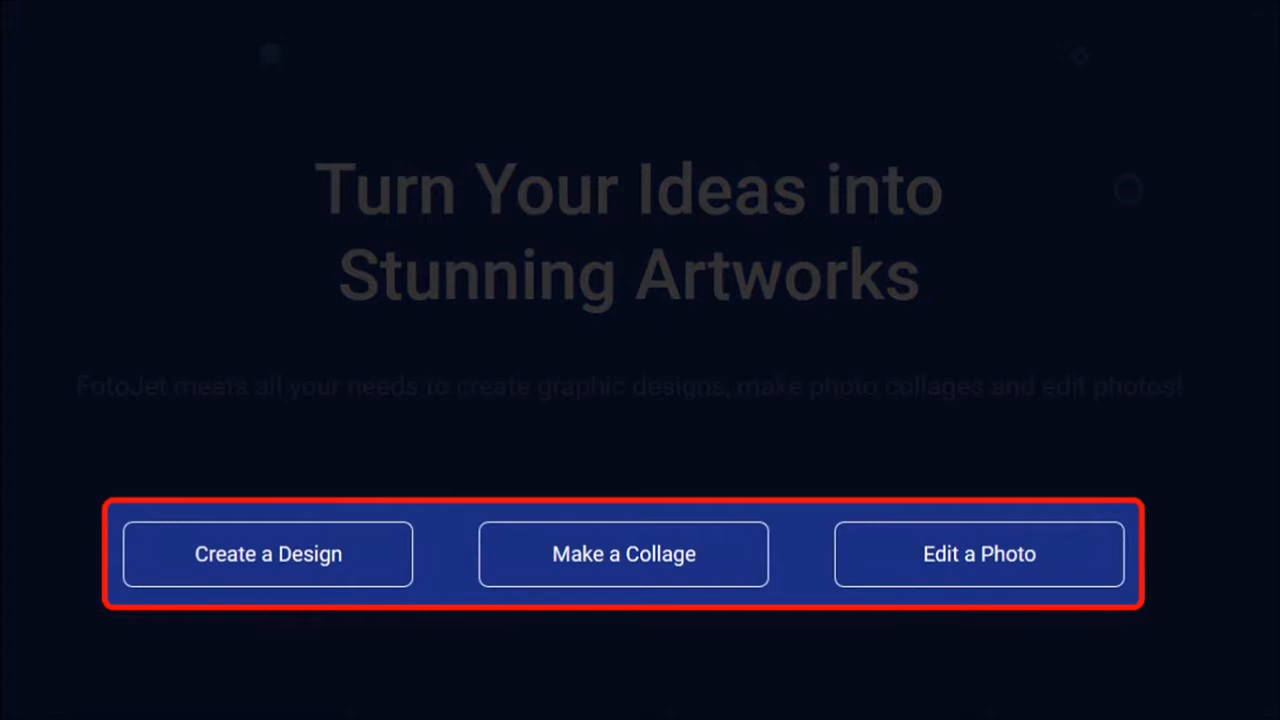 Turn Your Ideas into
Stunning Artworks
FotoJet meats all your needs to create graphic designs, make photo collages and edit photos!
Create a Design
Make a Collage
Edit a Photo